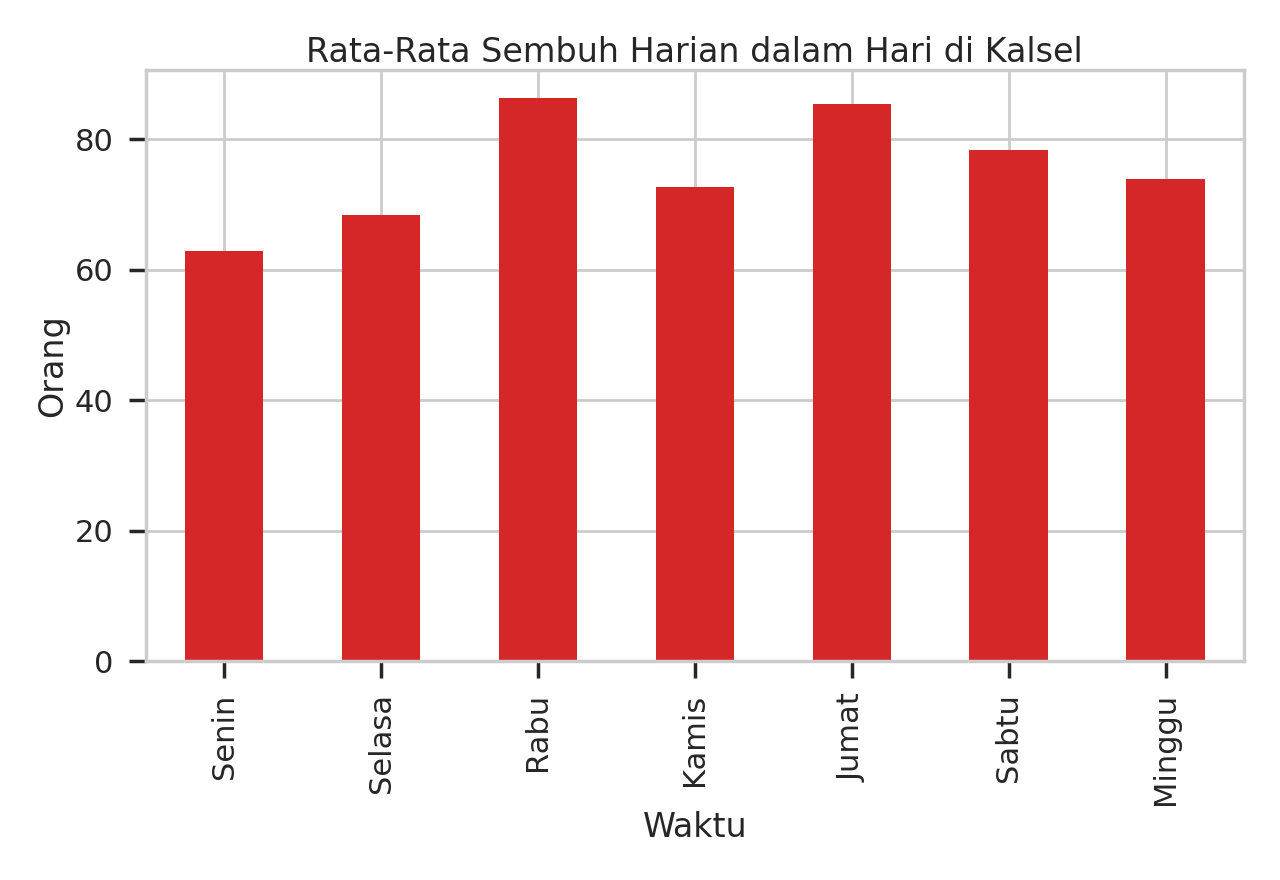 Rata-Rata Sembuh Harian dalam Hari di Kalsel
80
60
40
20
0
Orang
Senin
Selasa
Rabu
Kamis
Jumat
Sabtu
Minggu
Waktu